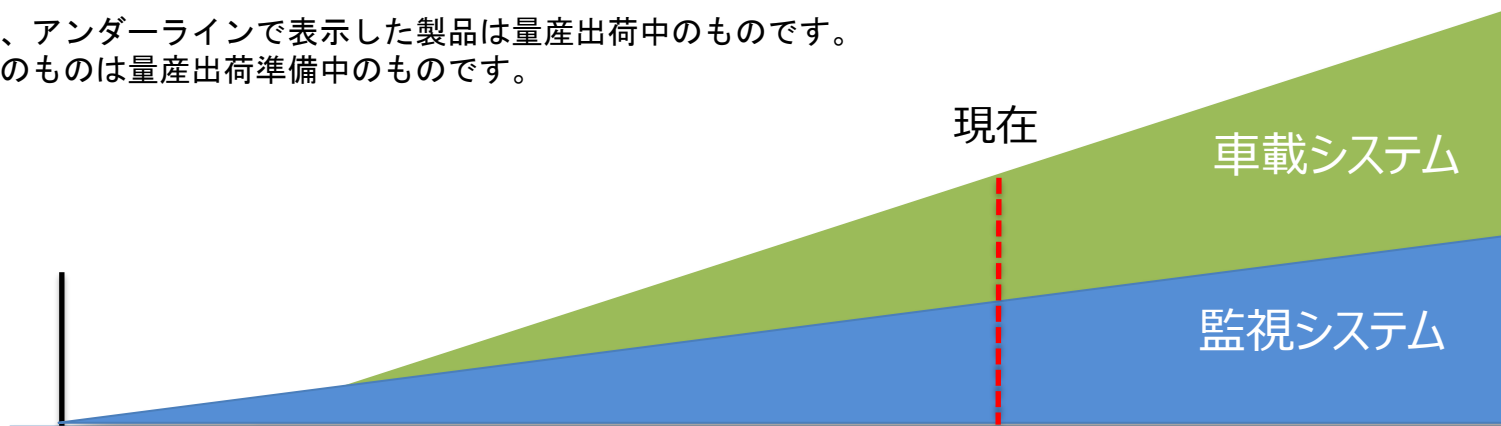 、アンダーラインで表示した製品は量産出荷中のものです。
のものは量産出荷準備中のものです。
現在
車載システム
監視システム